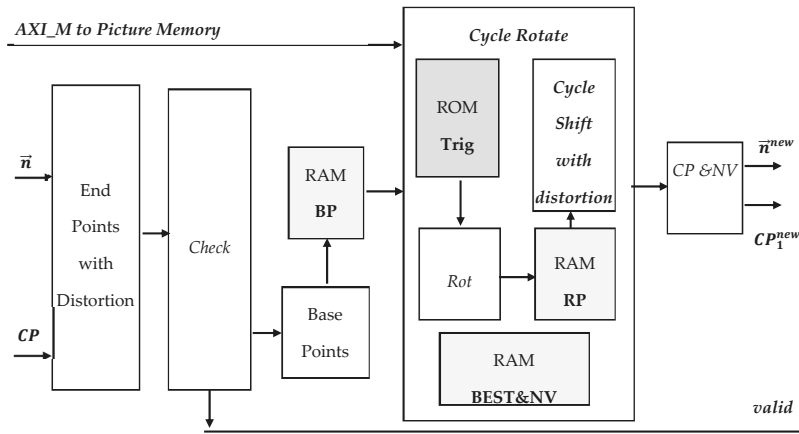 AXI_M to Picture Memory
Cycle Rotate
ROM
Trig
Cycle
Shift
with
distortion
n⃗
End
Points
with
Distortion
CP
Check
RAM
BP
Base
Points
Rot
RAM
RP
RAM
BEST&NV
CP &NV
n⃗ⁿᵉʷ
CP₁ⁿᵉʷ
valid